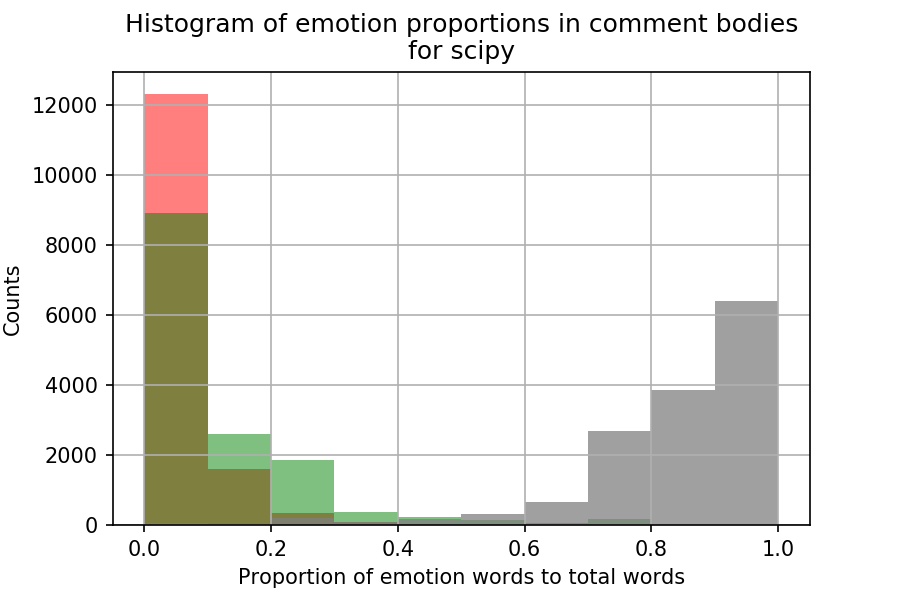 Histogram of emotion proportions in comment bodies
for scipy
12000
10000
8000
6000
4000
2000
0
Counts
0.0 0.2 0.4 0.6 0.8 1.0
Proportion of emotion words to total words